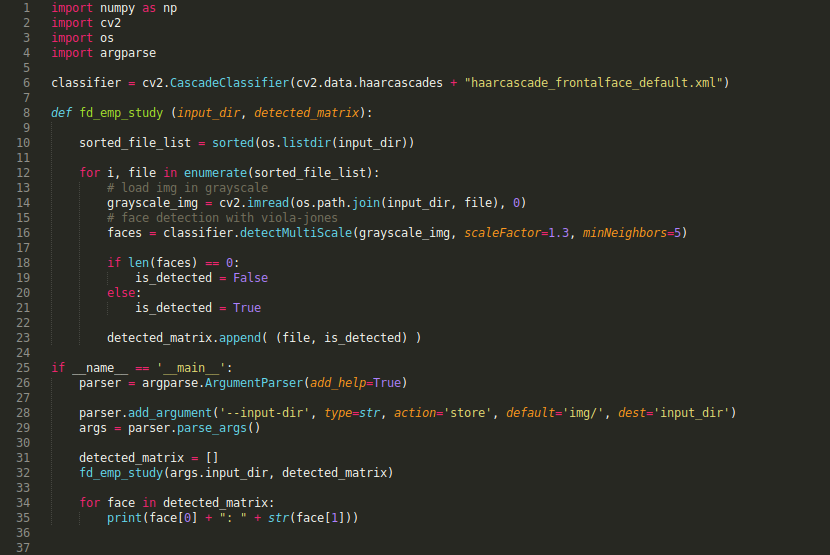 1 import numpy as np
2 import cv2
3 import os
4 import argparse
5
6 classifier = cv2.CascadeClassifier(cv2.data.haarcascades + "haarcascade_frontalface_default.xml")
7
8 def fd_emp_study (input_dir, detected_matrix):
9
10     sorted_file_list = sorted(os.listdir(input_dir))
11
12     for i, file in enumerate(sorted_file_list):
13         # load img in grayscale
14         grayscale_img = cv2.imread(os.path.join(input_dir, file), 0)
15         # face detection with viola-jones
16         faces = classifier.detectMultiScale(grayscale_img, scaleFactor=1.3, minNeighbors=5)
17
18         if len(faces) == 0:
19             is_detected = False
20         else:
21             is_detected = True
22
23         detected_matrix.append( (file, is_detected) )
24
25 if __name__ == '__main__':
26     parser = argparse.ArgumentParser(add_help=True)
27
28     parser.add_argument('--input-dir', type=str, action='store', default='img/', dest='input_dir')
29     args = parser.parse_args()
30
31     detected_matrix = []
32     fd_emp_study(args.input_dir, detected_matrix)
33
34     for face in detected_matrix:
35         print(face[0] + ": " + str(face[1]))
36
37